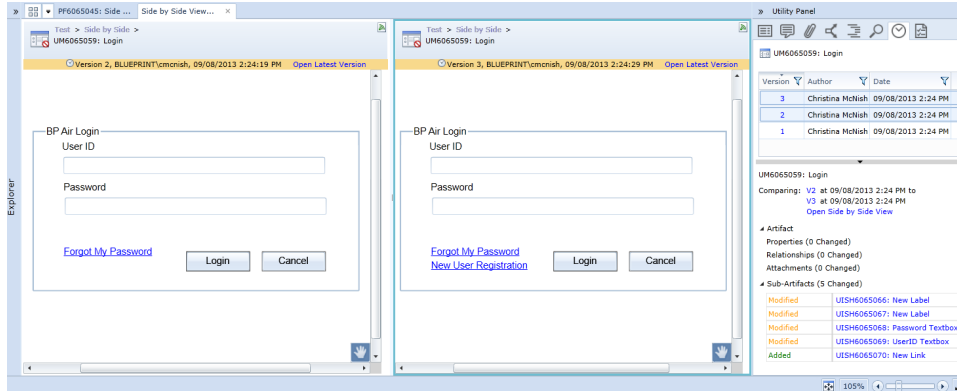 PF6065045: Side ...
Side by Side View...
Utility Panel
Explorer
Test > Side by Side >
UM6065059: Login
Version 2, BLUEPRINT\cmcnish, 09/08/2013 2:24:19 PM Open Latest Version
BP Air Login
User ID
Password
Forgot My Password
Login
Cancel
Test > Side by Side >
UM6065059: Login
Version 3, BLUEPRINT\cmcnish, 09/08/2013 2:24:29 PM Open Latest Version
BP Air Login
User ID
Password
Forgot My Password
New User Registration
Login
Cancel
UM6065059: Login
Version Author Date
3 Christina McNish 09/08/2013 2:24 PM
2 Christina McNish 09/08/2013 2:24 PM
1 Christina McNish 09/08/2013 2:24 PM
UM6065059: Login
Comparing: V2 at 09/08/2013 2:24 PM to
V3 at 09/08/2013 2:24 PM
Open Side by Side View
Artifact
Properties (0 Changed)
Relationships (0 Changed)
Attachments (0 Changed)
Sub-Artifacts (5 Changed)
Modified UISH6065066: New Label
Modified UISH6065067: New Label
Modified UISH6065068: Password Textbox
Modified UISH6065069: UserID Textbox
Added UISH6065070: New Link
105%